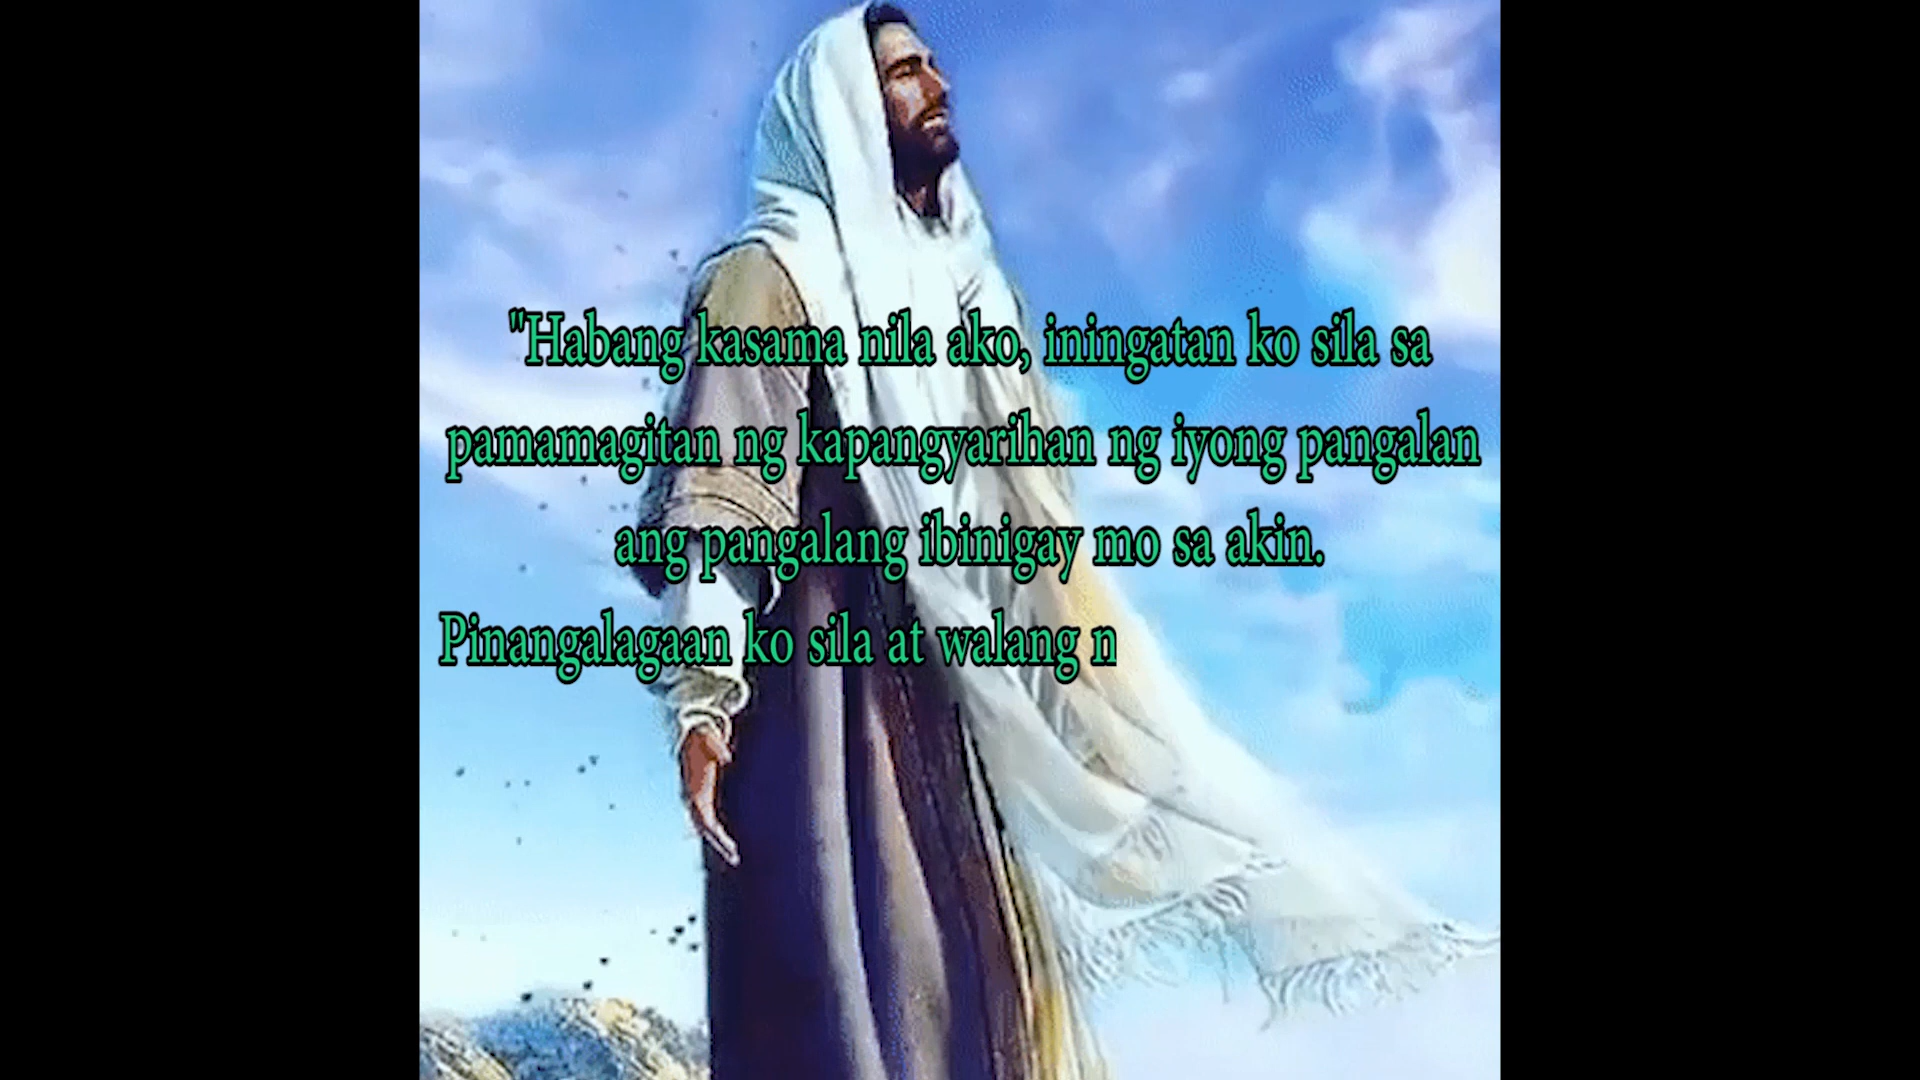 "Habang kasama nila ako, iningatan ko sila sa
pamamagitan ng kapangyarihan ng iyong pangalan
ang pangalang ibinigay mo sa akin.
Pinangalagaan ko sila at walang n